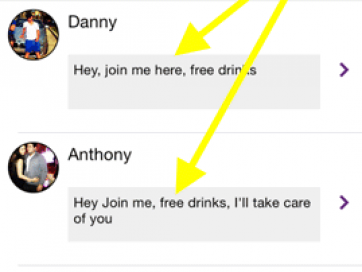 Danny
Hey, join me here, free drinks
Anthony
Hey Join me, free drinks, I'll take care
of you